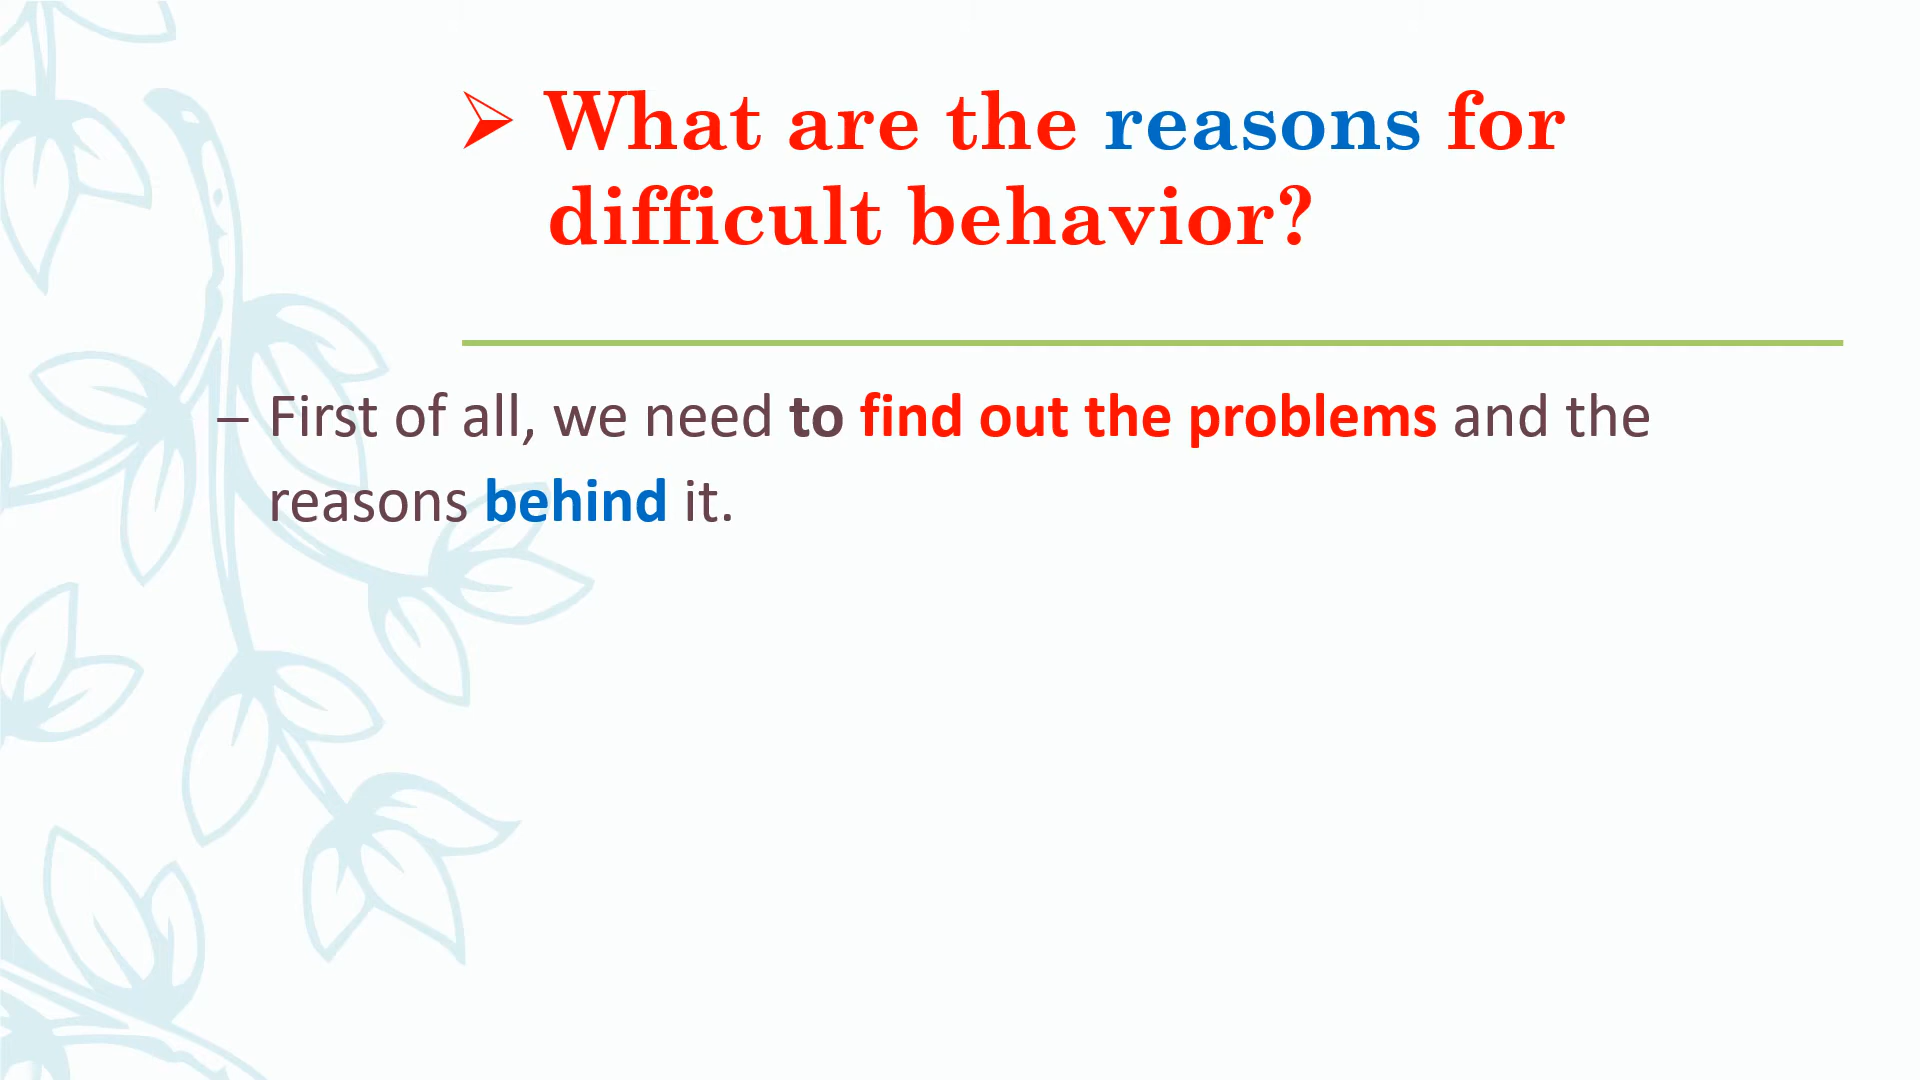 What are the reasons for
difficult behavior?
– First of all, we need to find out the problems and the
reasons behind it.